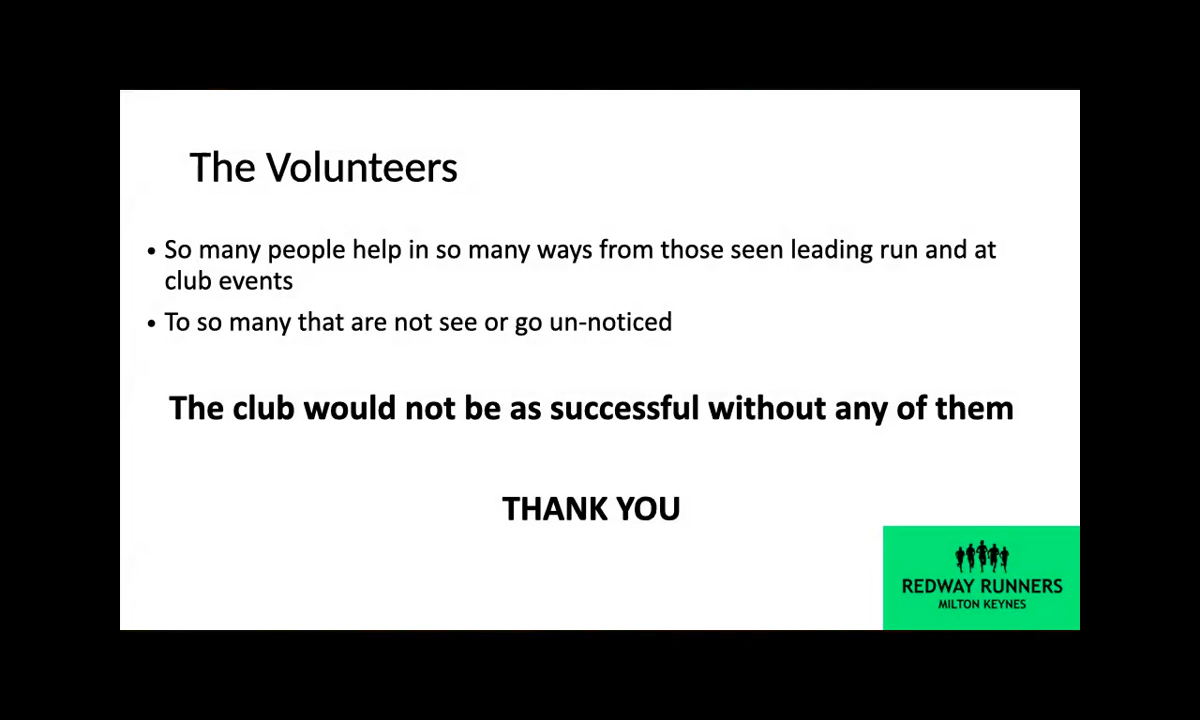 The Volunteers
• So many people help in so many ways from those seen leading run and at
club events
• To so many that are not see or go un-noticed
The club would not be as successful without any of them
THANK YOU
REDWAY RUNNERS
MILTON KEYNES